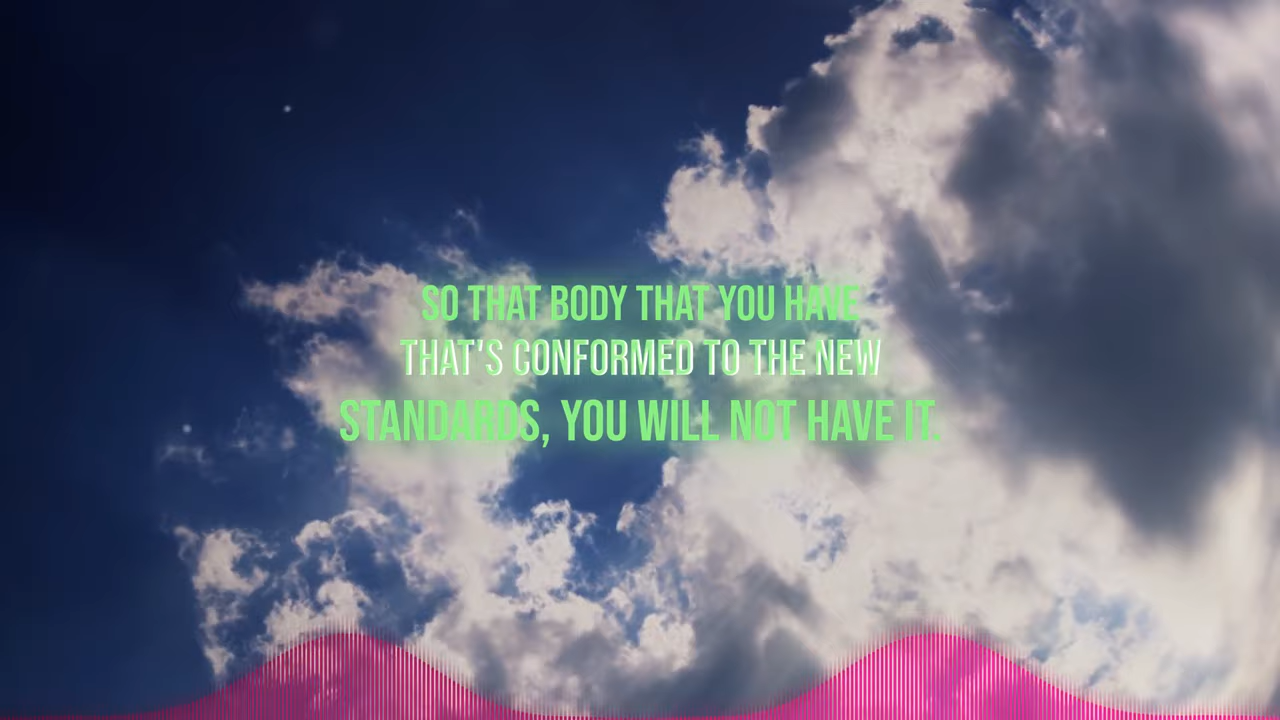 SO THAT BODY THAT YOU HAVE
THAT'S CONFORMED TO THE NEW
STANDARDS, YOU WILL NOT HAVE IT.